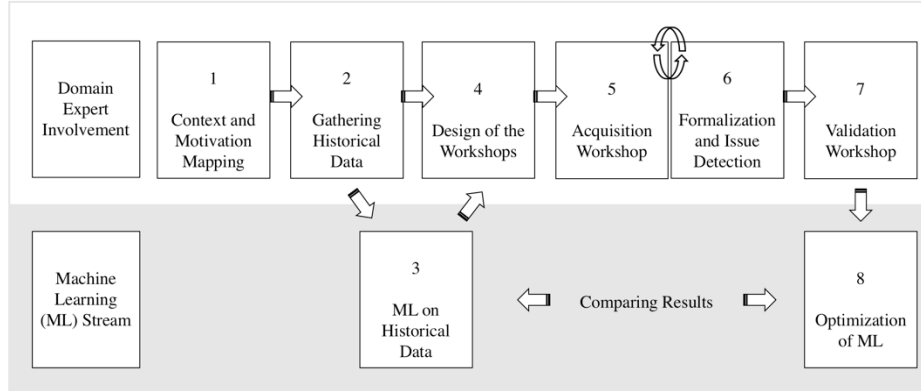 Domain
Expert
Involvement
1
Context and
Motivation
Mapping
2
Gathering
Historical
Data
4
Design of the
Workshops
5
Acquisition
Workshop
6
Formalization
and Issue
Detection
7
Validation
Workshop
Machine
Learning
(ML) Stream
3
ML on
Historical
Data
Comparing Results
8
Optimization
of ML